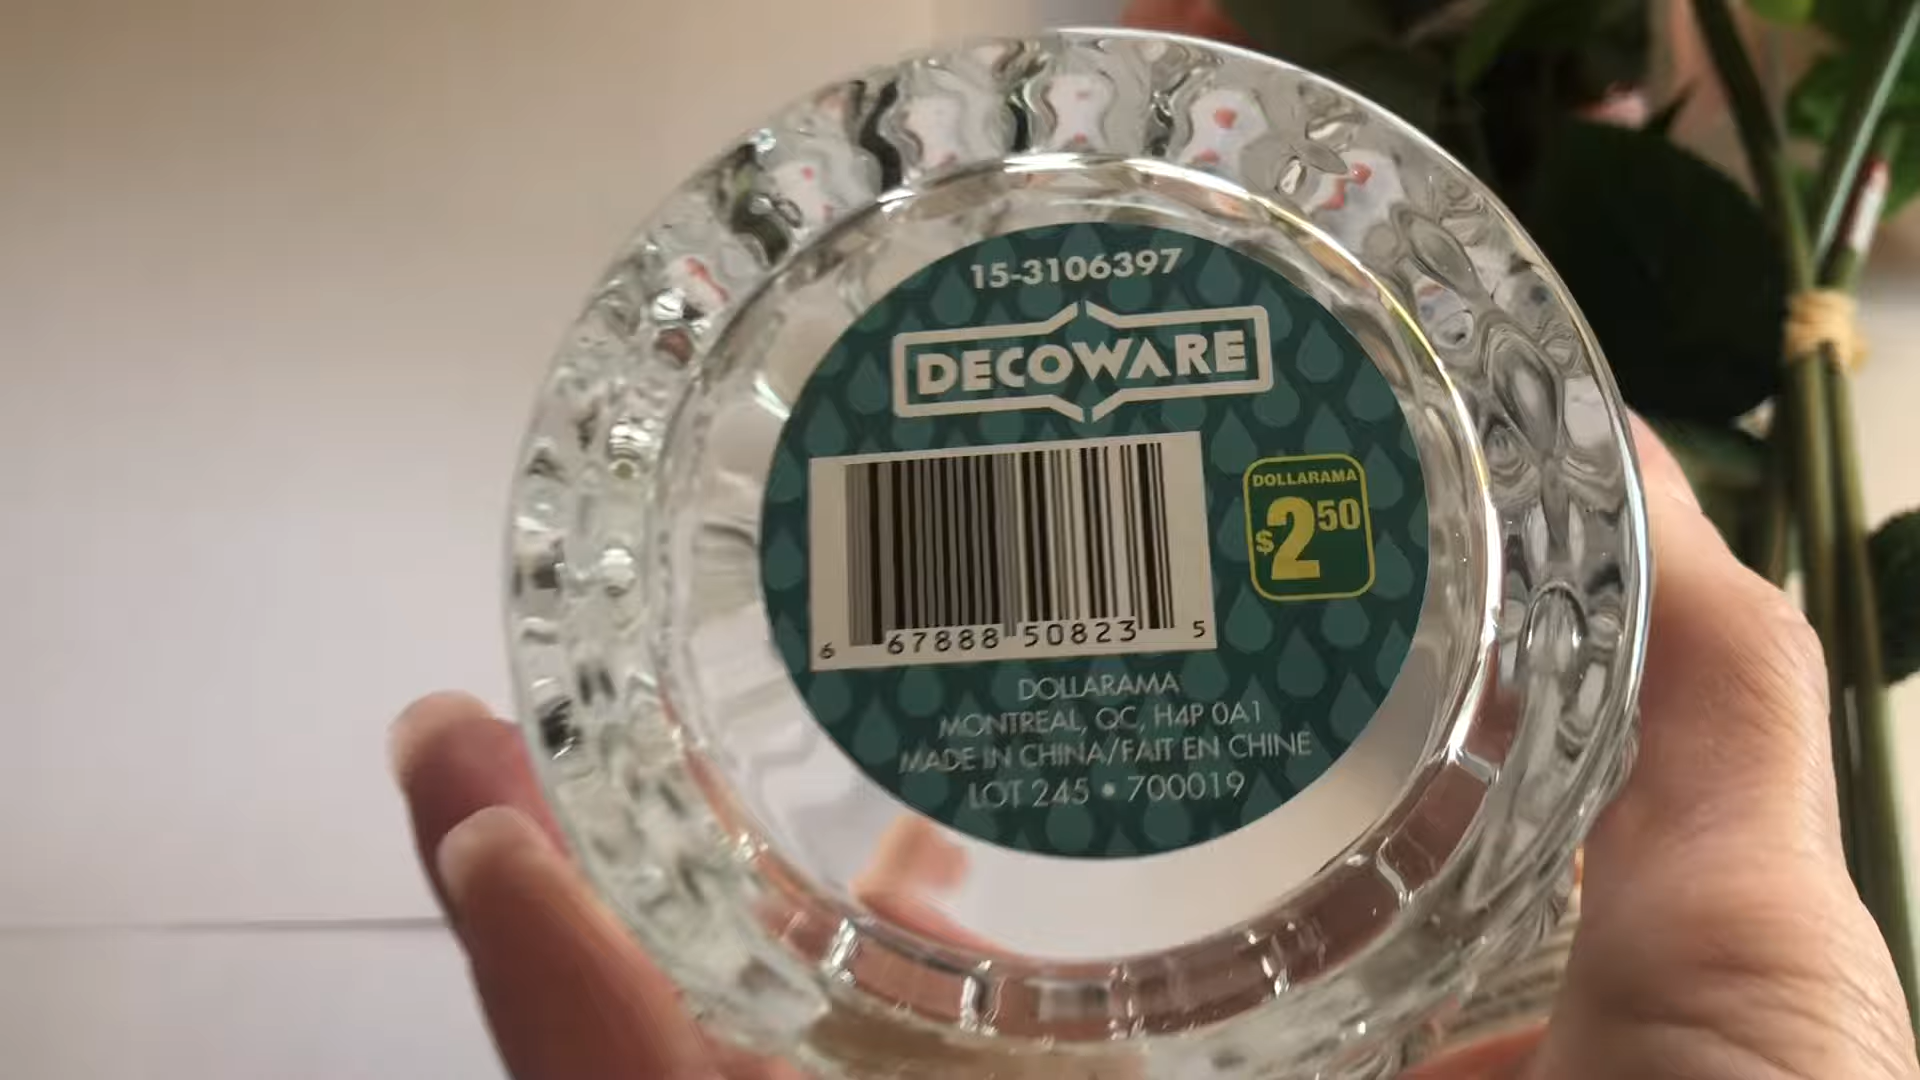 15-3106397
DECOWARE
DOLLARAMA
$2.50
6 67888 50823 5
DOLLARAMA
MONTREAL, QC, H4P 0A1
MADE IN CHINA/FAIT EN CHINE
LOT 245 • 700019